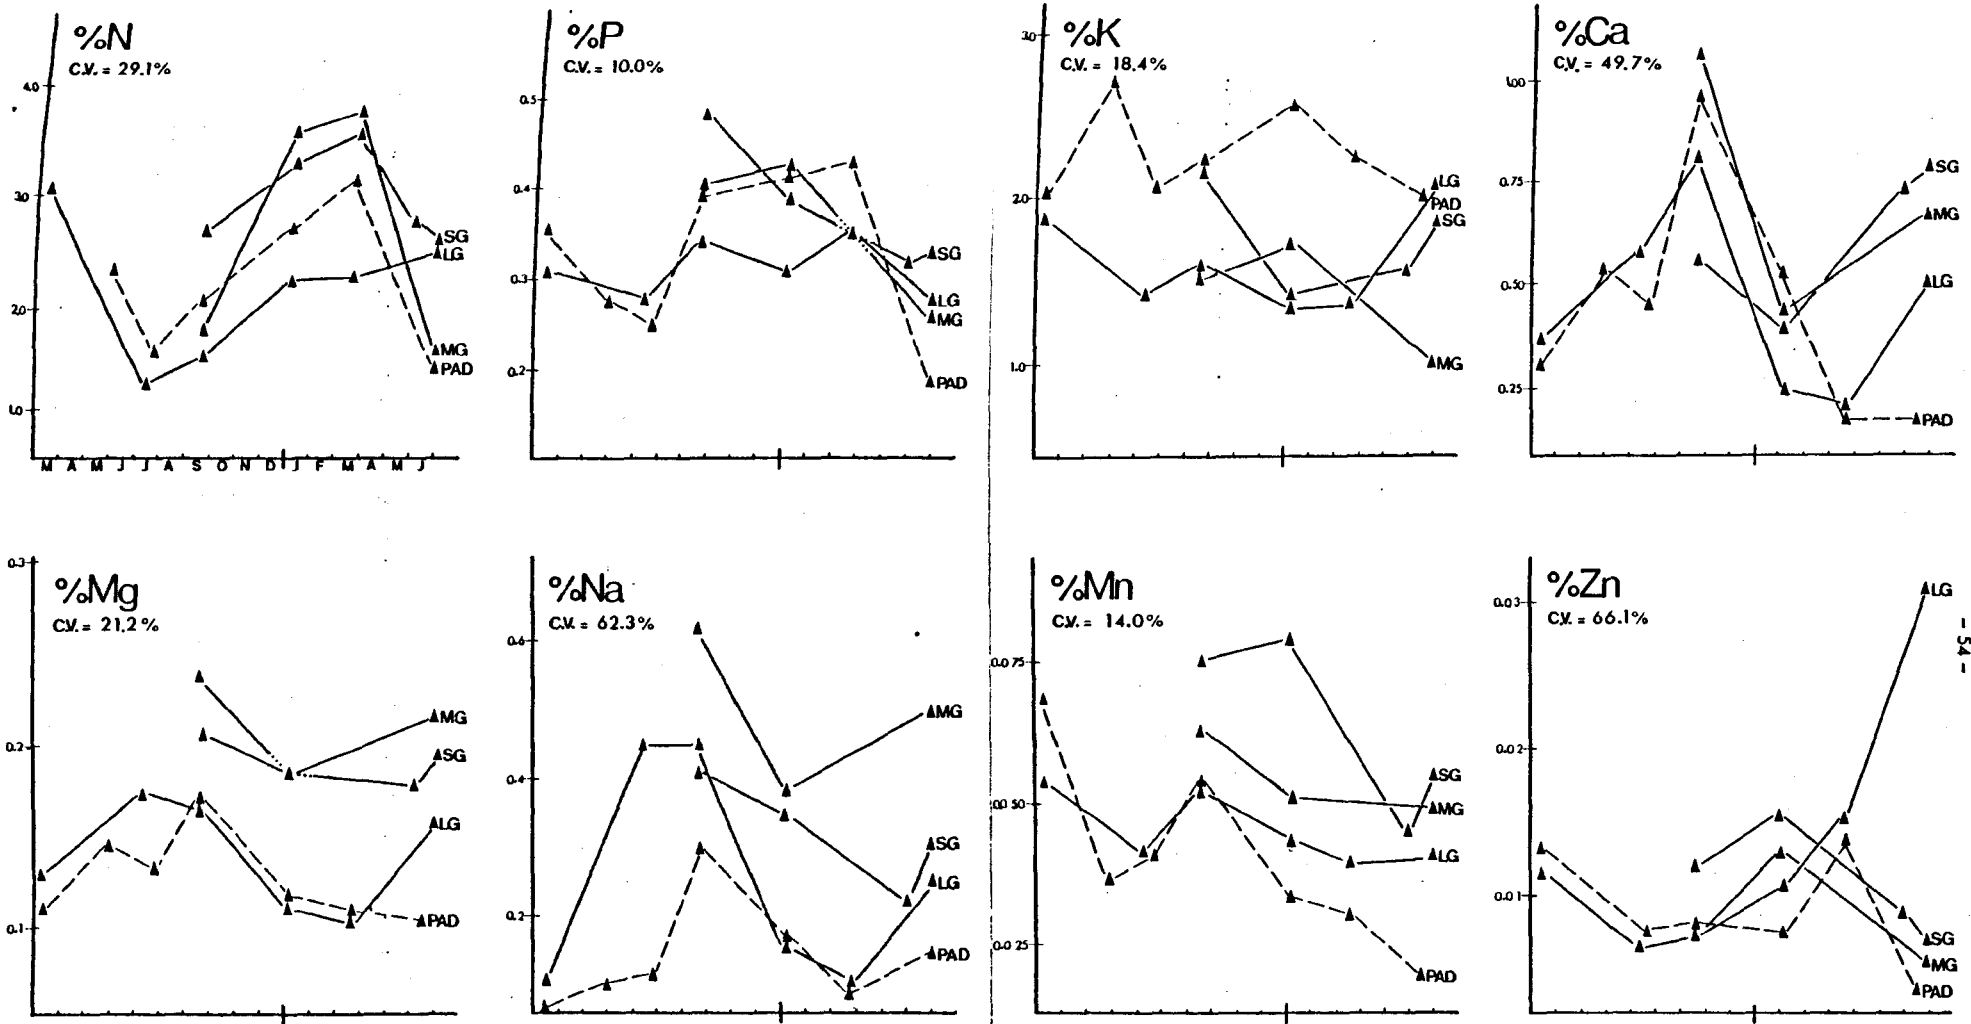 %N
C.V. = 29.1%
4.0
3.0
2.0
1.0
SG
LG
MG
PAD
M A M J J A S O N D J F M A M J
%P
C.V. = 10.0%
0.5
0.4
0.3
0.2
SG
LG
MG
PAD
%K
C.V. = 18.4%
3.0
2.0
1.0
LG
PAD
SG
MG
%Ca
C.V. = 49.7%
1.00
0.75
0.50
0.25
SG
MG
LG
PAD
%Mg
C.V. = 21.2%
0.3
0.2
0.1
MG
SG
LG
PAD
%Na
C.V. = 62.3%
0.6
0.4
0.2
MG
SG
LG
PAD
%Mn
C.V. = 14.0%
0.075
0.050
0.025
SG
MG
LG
PAD
%Zn
C.V. = 66.1%
0.03
0.02
0.01
LG
SG
MG
PAD
- 54 -